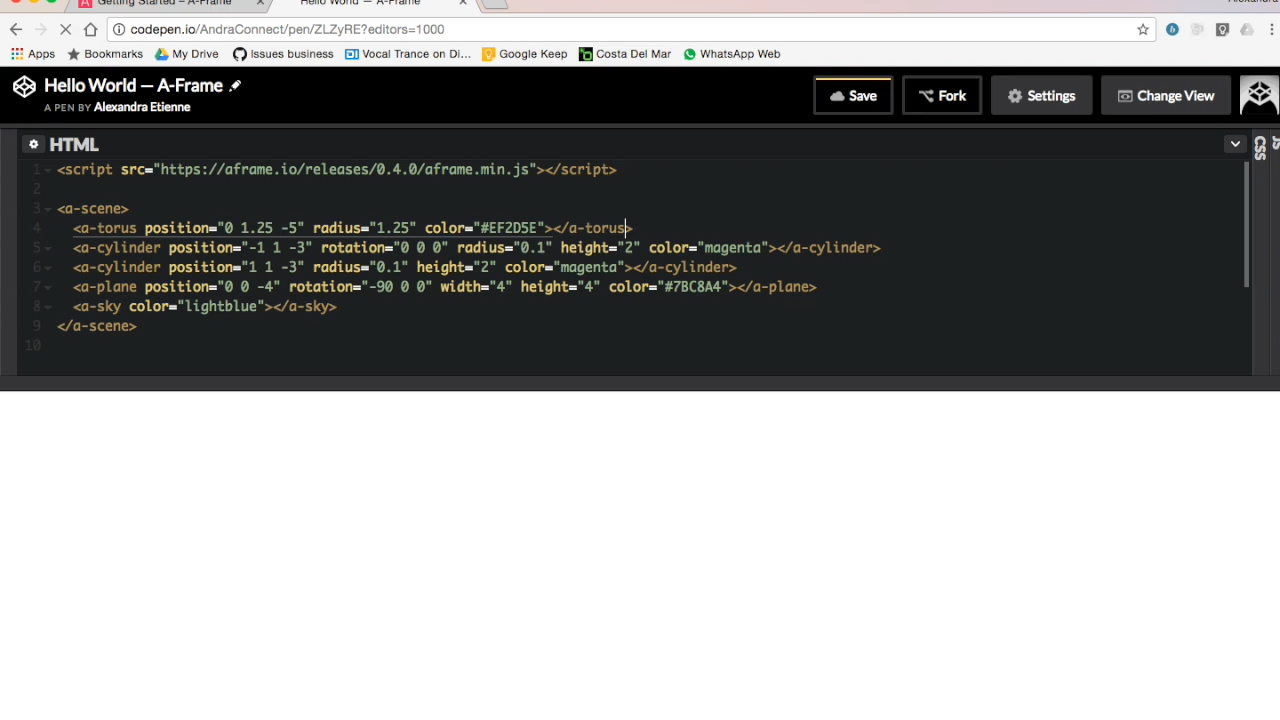 Getting Started – A-Frame
Hello World — A-Frame
codepen.io/AndraConnect/pen/ZLZyRE?editors=1000
Apps Bookmarks My Drive Issues business Vocal Trance on Di... Google Keep Costa Del Mar WhatsApp Web
Hello World — A-Frame
A PEN BY Alexandra Etienne
Save Fork Settings Change View
HTML
CSS
JS
1 <script src="https://aframe.io/releases/0.4.0/aframe.min.js"></script>
2
3 <a-scene>
4 <a-torus position="0 1.25 -5" radius="1.25" color="#EF2D5E"></a-torus>
5 <a-cylinder position="-1 1 -3" rotation="0 0 0" radius="0.1" height="2" color="magenta"></a-cylinder>
6 <a-cylinder position="1 1 -3" radius="0.1" height="2" color="magenta"></a-cylinder>
7 <a-plane position="0 0 -4" rotation="-90 0 0" width="4" height="4" color="#7BC8A4"></a-plane>
8 <a-sky color="lightblue"></a-sky>
9 </a-scene>
10